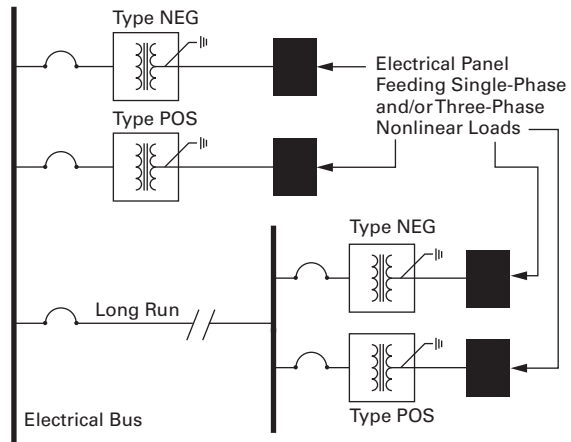 Type NEG
Electrical Panel
Feeding Single-Phase
and/or Three-Phase
Nonlinear Loads
Type POS
Type NEG
Long Run
Type POS
Electrical Bus